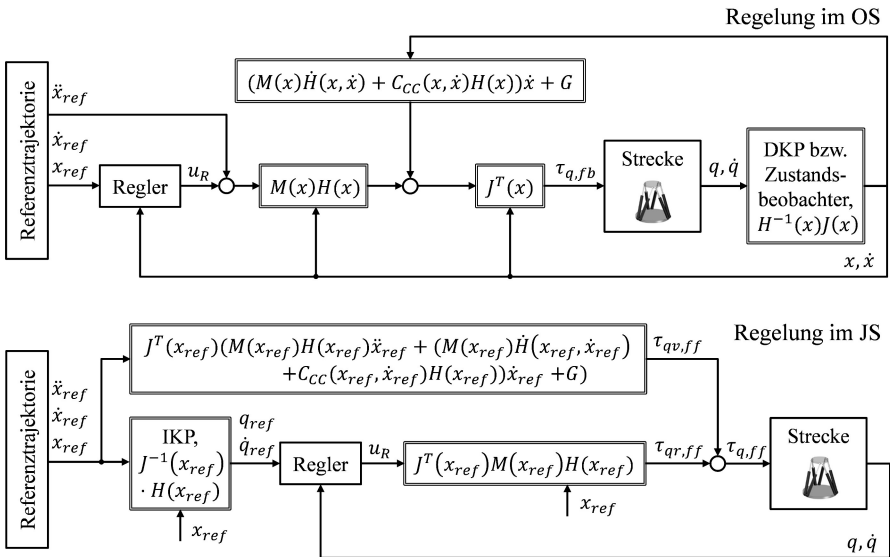 Regelung im OS
Referenztrajektorie
ẍ_ref
ẋ_ref
x_ref
(M(x)Ḣ(x, ẋ) + C_CC(x, ẋ)H(x))ẋ + G
Regler
u_R
M(x)H(x)
J^T(x)
τ_q,fb
Strecke
q, q̇
DKP bzw.
Zustands-
beobachter,
H^−1(x)J(x)
x, ẋ
Regelung im JS
Referenztrajektorie
ẍ_ref
ẋ_ref
x_ref
J^T(x_ref)(M(x_ref)H(x_ref)ẍ_ref + (M(x_ref)Ḣ(x_ref, ẋ_ref)
+C_CC(x_ref, ẋ_ref)H(x_ref))ẋ_ref +G)
τ_qv,ff
IKP,
J^−1(x_ref)
· H(x_ref)
x_ref
q_ref
q̇_ref
Regler
u_R
J^T(x_ref)M(x_ref)H(x_ref)
x_ref
τ_qr,ff
τ_q,ff
Strecke
q, q̇